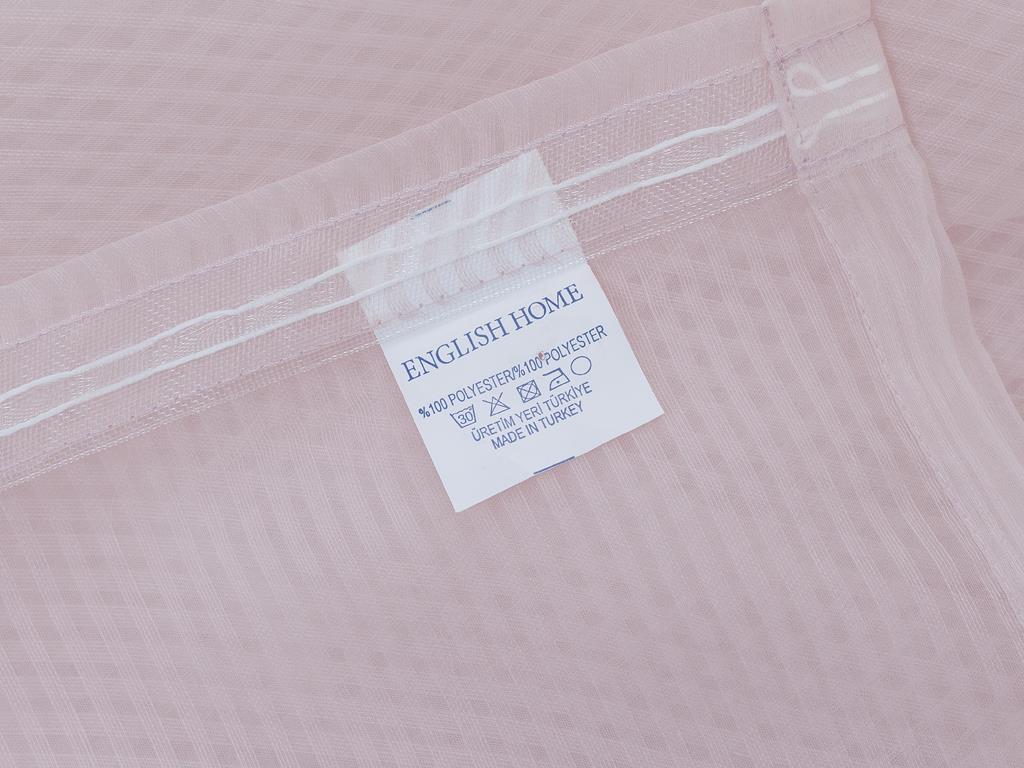 ENGLISH HOME
%100 POLYESTER/%100 POLYESTER
30
ÜRETİM YERİ TÜRKİYE
MADE IN TURKEY